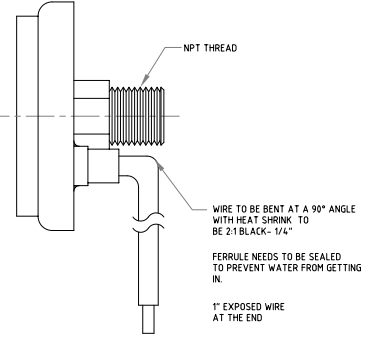 NPT THREAD
WIRE TO BE BENT AT A 90° ANGLE
WITH HEAT SHRINK TO
BE 2:1 BLACK- 1/4"
FERRULE NEEDS TO BE SEALED
TO PREVENT WATER FROM GETTING
IN.
1" EXPOSED WIRE
AT THE END